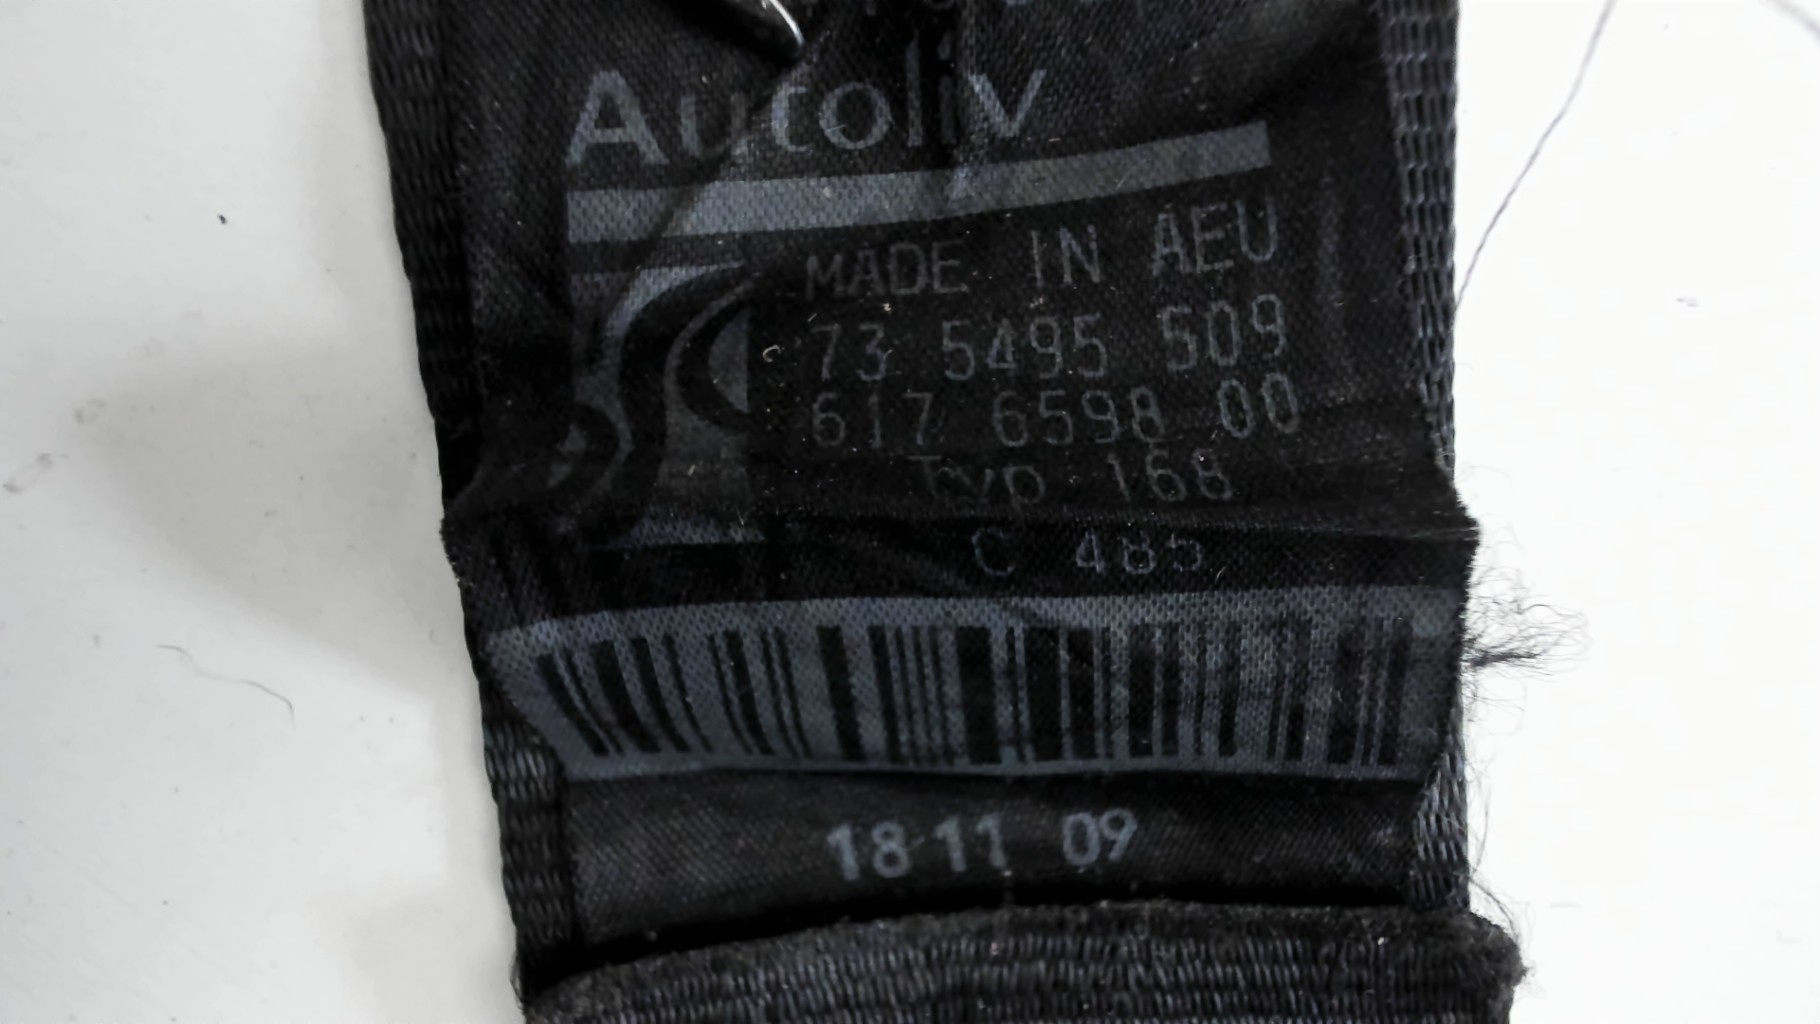 Autoliv
MADE IN AEU
73 5495 509
617 6598 00
Typ 168
C 485
18 11 09